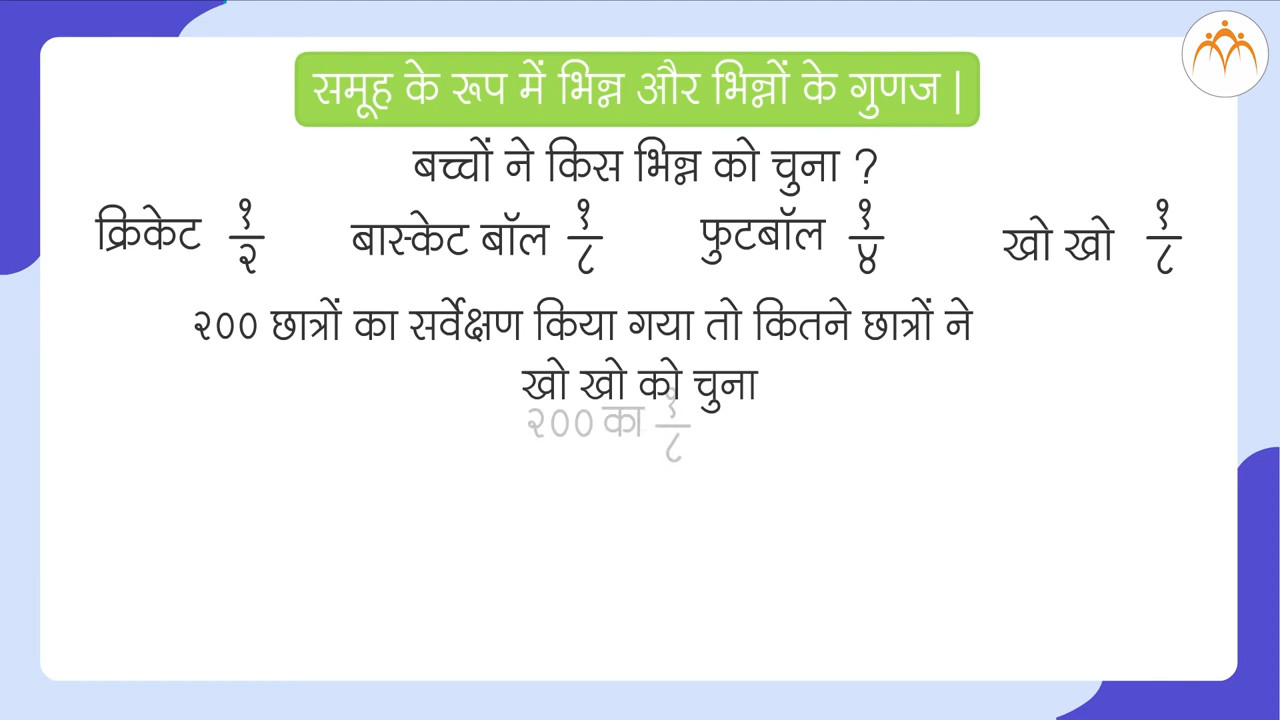 समूह के रूप में भिन्न और भिन्नों के गुणज |
बच्चों ने किस भिन्न को चुना ?
क्रिकेट १/२ बास्केट बॉल १/८ फुटबॉल १/४ खो खो १/८
२०० छात्रों का सर्वेक्षण किया गया तो कितने छात्रों ने
खो खो को चुना
२०० का १/८